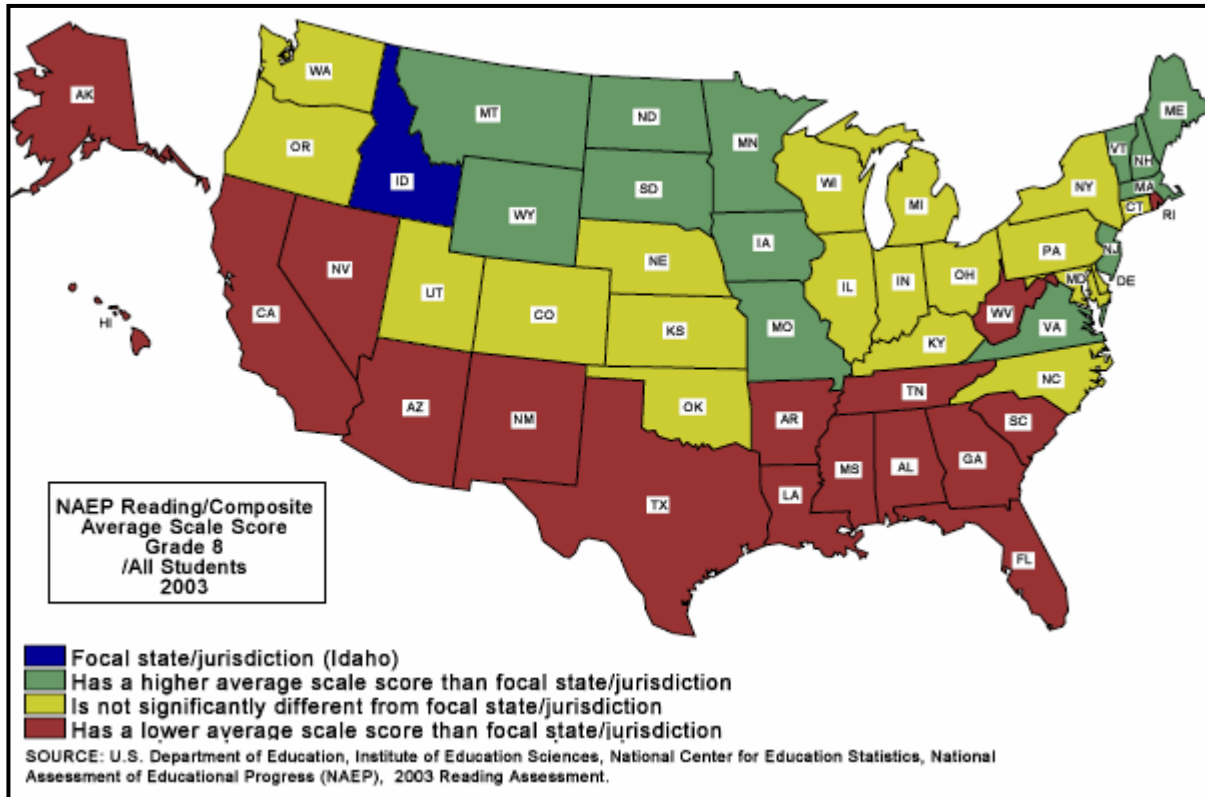 AK
WA
MT
ND
MN
ME
VT
NH
OR
ID
SD
WI
MI
NY
MA
WY
CT
RI
IA
PA
NJ
NE
NV
UT
IL
IN
OH
MD
DE
CO
CA
HI
KS
MO
WV
VA
KY
NC
TN
AZ
NM
OK
AR
SC
MS
AL
GA
LA
TX
FL
NAEP Reading/Composite
Average Scale Score
Grade 8
/All Students
2003
Focal state/jurisdiction (Idaho)
Has a higher average scale score than focal state/jurisdiction
Is not significantly different from focal state/jurisdiction
Has a lower average scale score than focal state/jurisdiction
SOURCE: U.S. Department of Education, Institute of Education Sciences, National Center for Education Statistics, National
Assessment of Educational Progress (NAEP), 2003 Reading Assessment.